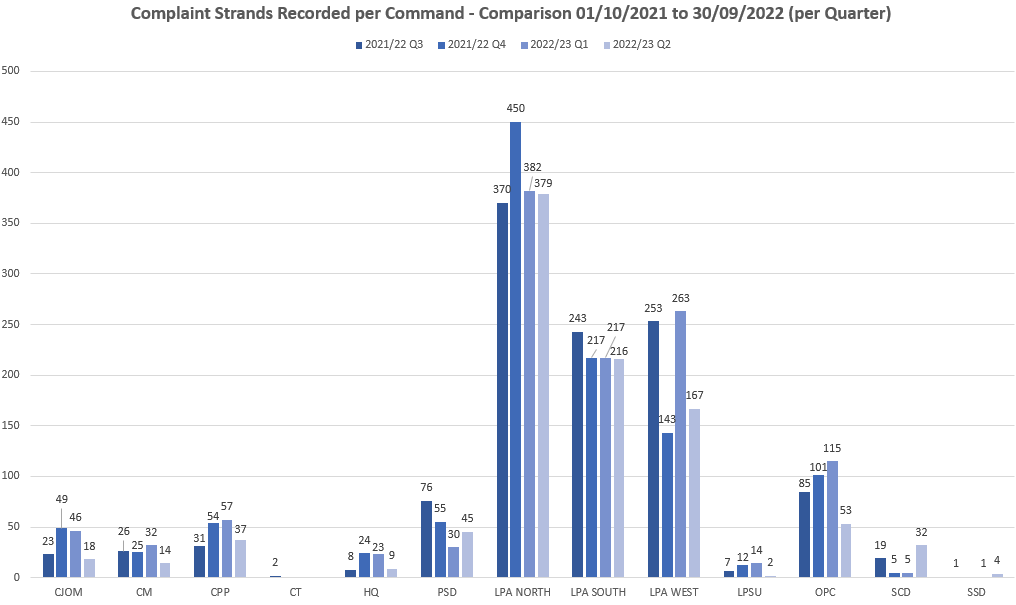 Complaint Strands Recorded per Command - Comparison 01/10/2021 to 30/09/2022 (per Quarter)
2021/22 Q3 2021/22 Q4 2022/23 Q1 2022/23 Q2
500
450
400
350
300
250
200
150
100
50
0
23 49 46 18
26 25 32 14
31 54 57 37
2
8 24 23 9
76 55 30 45
370 450 382 379
243 217 217 216
253 143 263 167
7 12 14 2
85 101 115 53
19 5 5 32
1 1 4
CJOM CM CPP CT HQ PSD LPA NORTH LPA SOUTH LPA WEST LPSU OPC SCD SSD